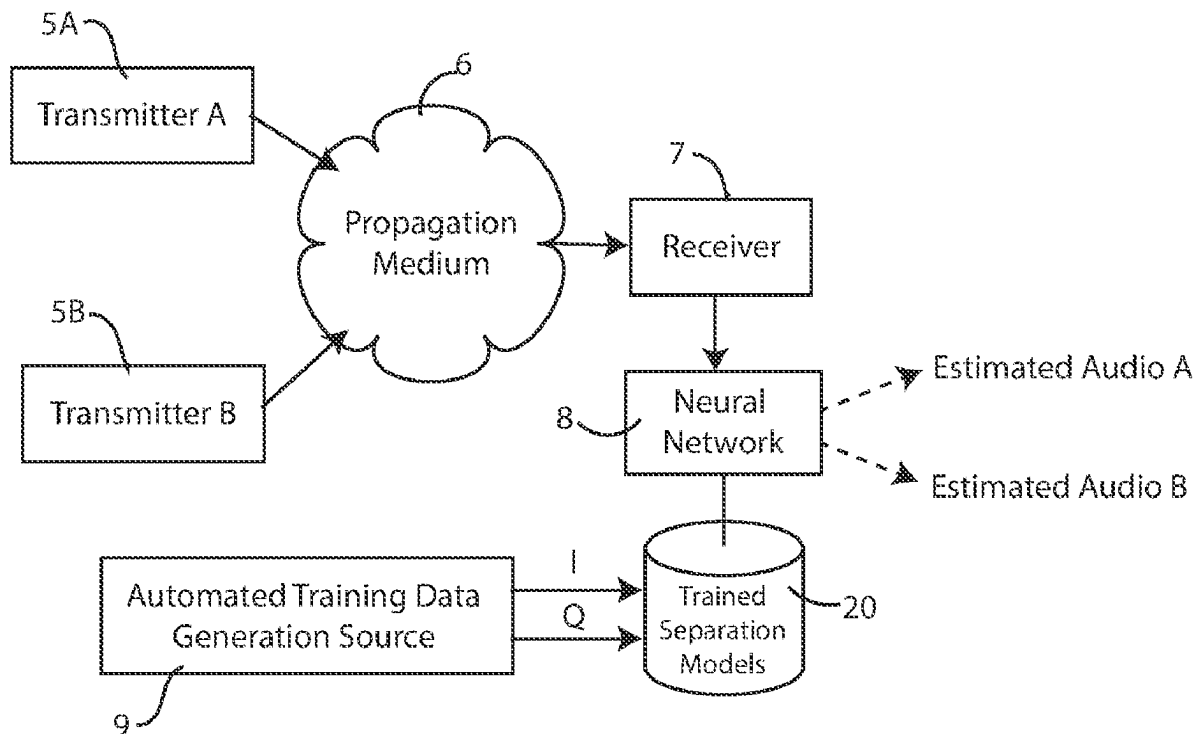 5A
Transmitter A
6
Propagation
Medium
7
Receiver
5B
Transmitter B
8
Neural
Network
Estimated Audio A
Estimated Audio B
Automated Training Data
Generation Source
9
I
Q
Trained
Separation
Models
20